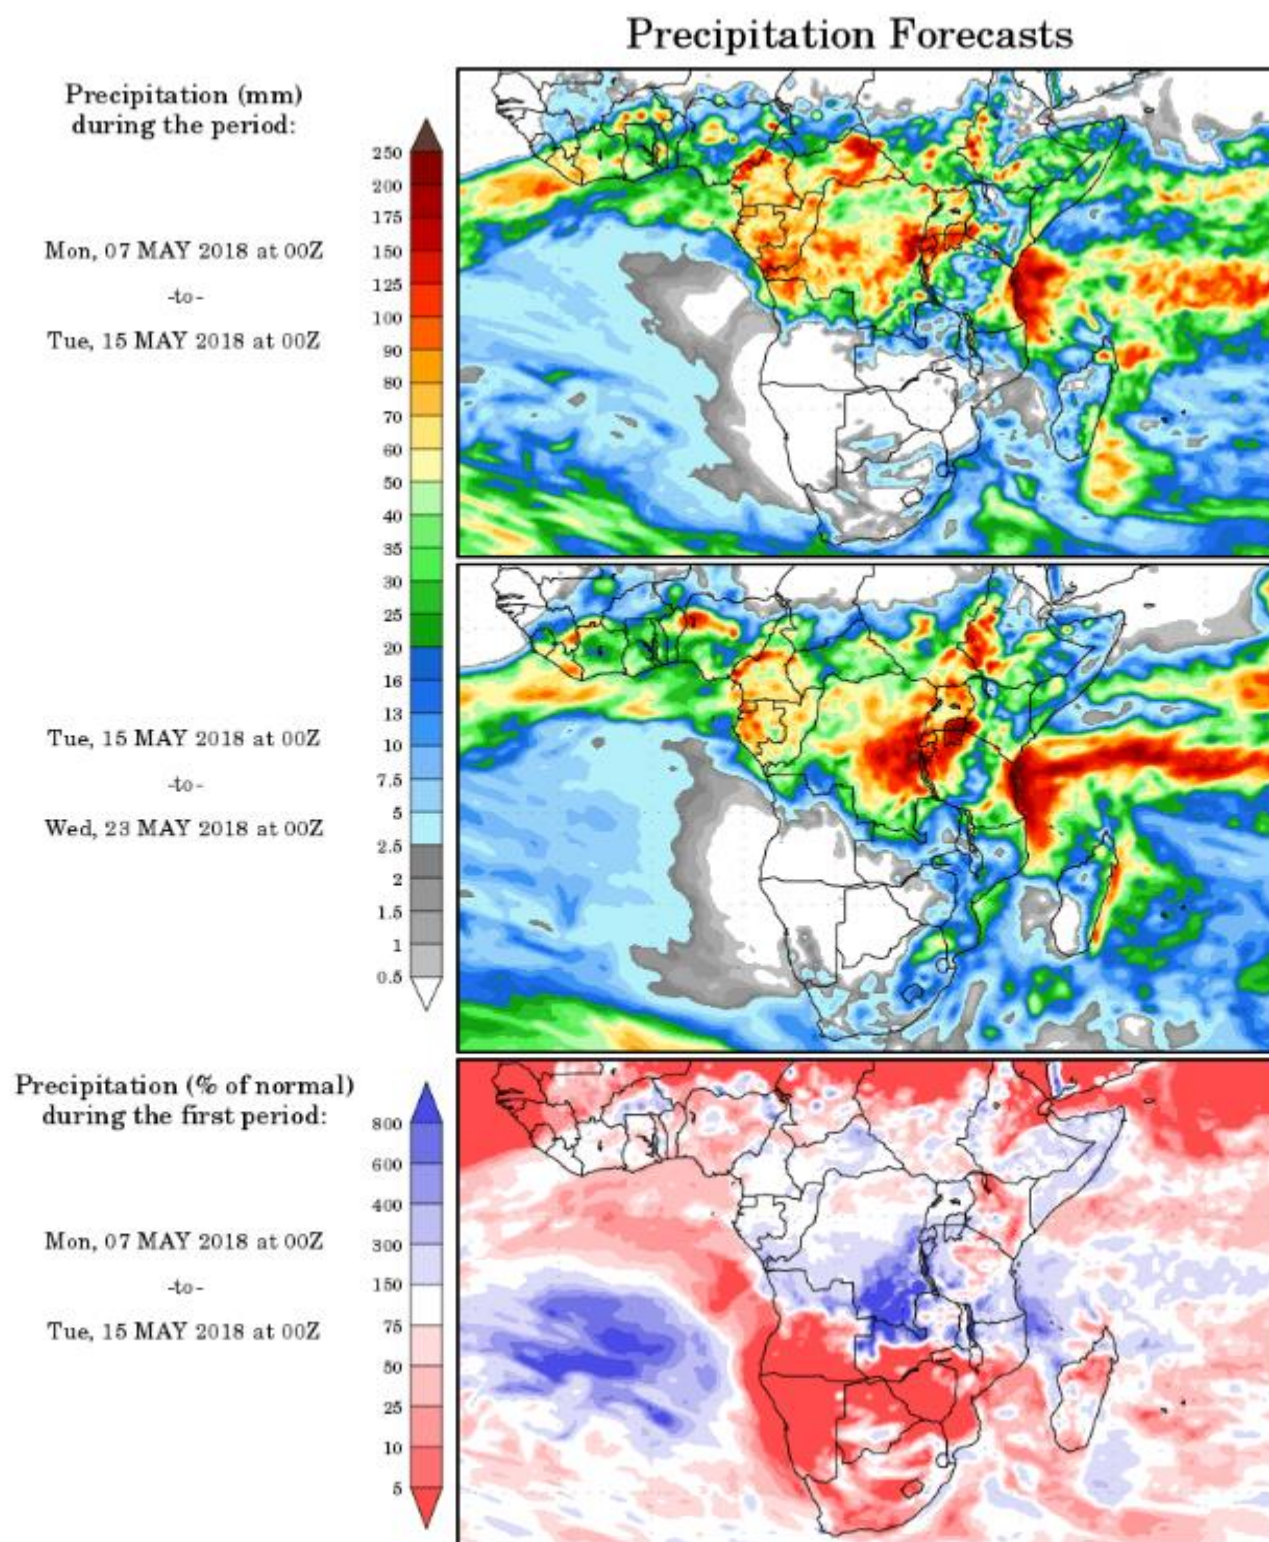 Precipitation Forecasts
Precipitation (mm)
during the period:
250
200
175
150
125
100
90
80
70
60
50
40
35
30
25
20
16
13
10
7.5
5
2.5
2
1.5
1
0.5
Mon, 07 MAY 2018 at 00Z
-to-
Tue, 15 MAY 2018 at 00Z
Tue, 15 MAY 2018 at 00Z
-to-
Wed, 23 MAY 2018 at 00Z
Precipitation (% of normal)
during the first period:
800
600
400
300
150
75
50
25
10
5
Mon, 07 MAY 2018 at 00Z
-to-
Tue, 15 MAY 2018 at 00Z